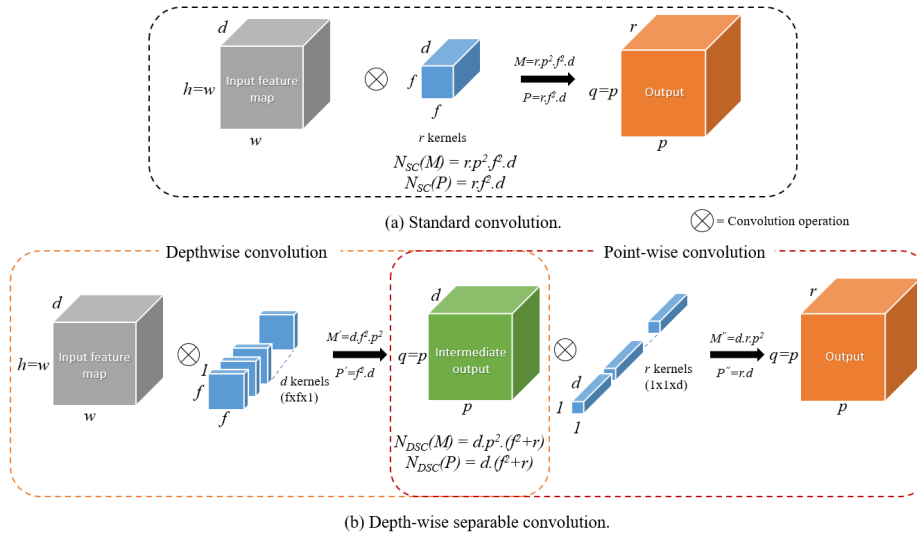 d
h=w
Input feature
map
w
d
f
f
r kernels
M=r.p².f².d
P=r.f².d
r
q=p
Output
p
N_SC(M) = r.p².f².d
N_SC(P) = r.f².d
(a) Standard convolution.
⊗ = Convolution operation
Depthwise convolution
Point-wise convolution
d
h=w
Input feature
map
w
1
f
f
d kernels
(fxfx1)
M'=d.f².p²
P'=f².d
d
q=p
Intermediate
output
p
N_DSC(M) = d.p².(f²+r)
N_DSC(P) = d.(f²+r)
d
1
1
r kernels
(1x1xd)
M''=d.r.p²
P''=r.d
r
q=p
Output
p
(b) Depth-wise separable convolution.